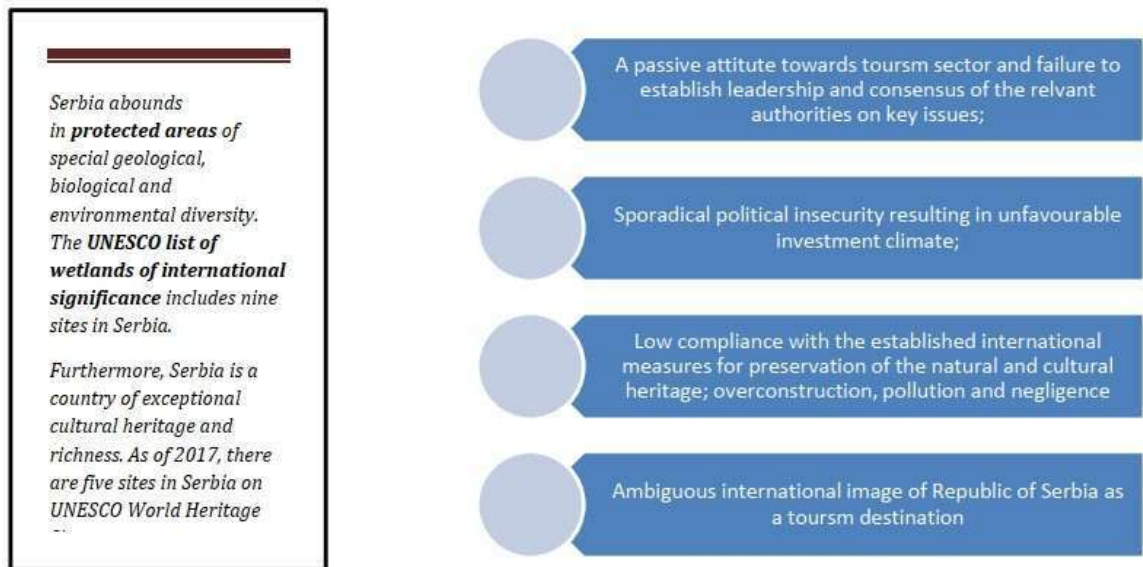 Serbia abounds
in protected areas of
special geological,
biological and
environmental diversity.
The UNESCO list of
wetlands of international
significance includes nine
sites in Serbia.
Furthermore, Serbia is a
country of exceptional
cultural heritage and
richness. As of 2017, there
are five sites in Serbia on
UNESCO World Heritage
A passive attitute towards toursm sector and failure to
establish leadership and consensus of the relvant
authorities on key issues;
Sporadical political insecurity resulting in unfavourable
investment climate;
Low compliance with the established international
measures for preservation of the natural and cultural
heritage; overconstruction, pollution and negligence
Ambiguous international image of Republic of Serbia as
a toursm destination